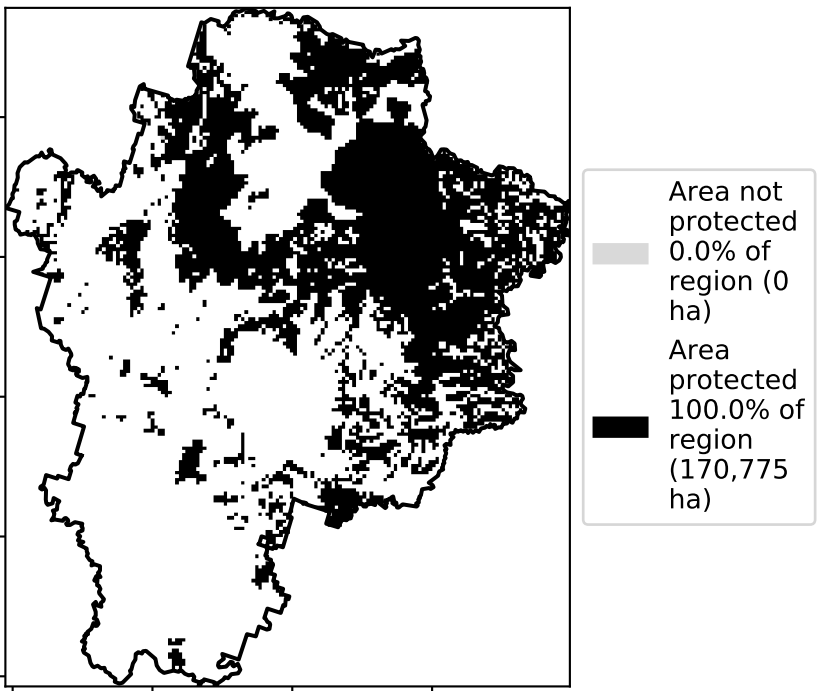 Area not
protected
0.0% of
region (0
ha)
Area
protected
100.0% of
region
(170,775
ha)